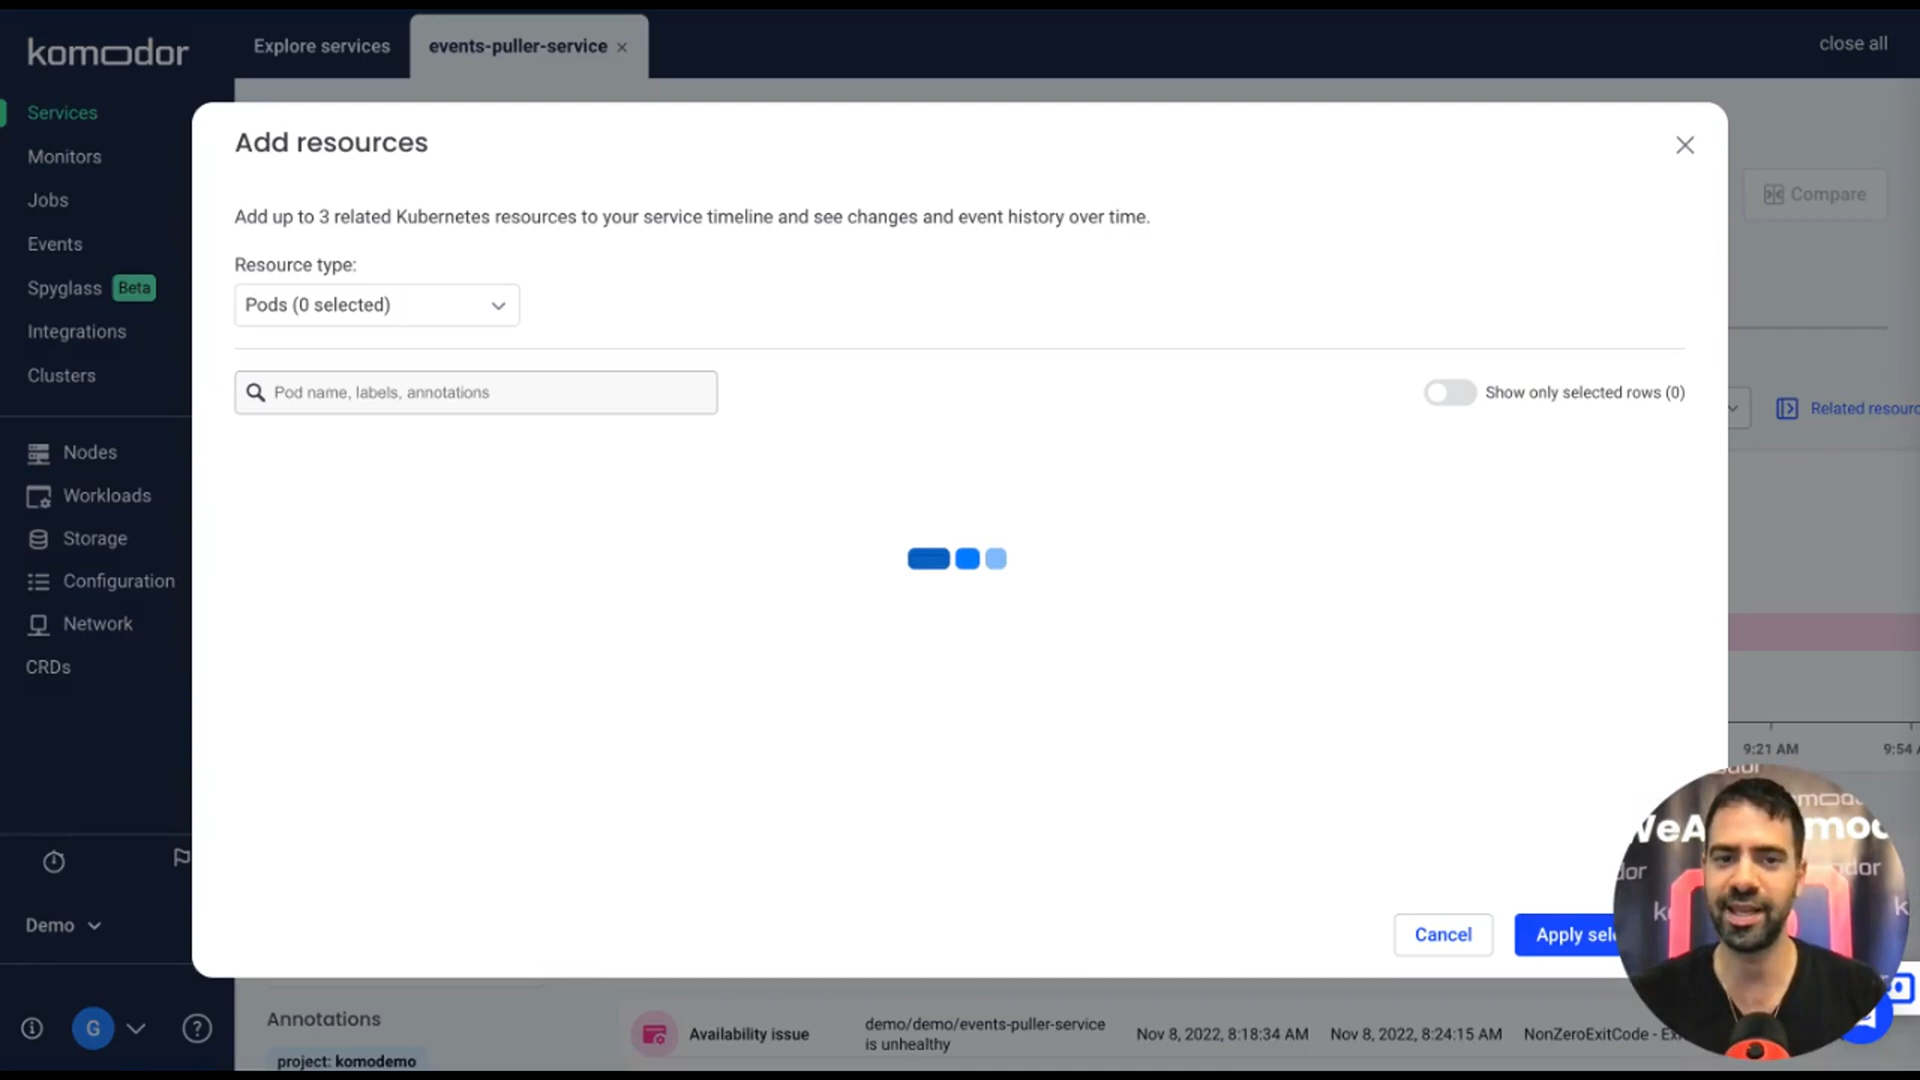 komodor
Explore services
events-puller-service
close all
Services
Monitors
Jobs
Events
Spyglass Beta
Integrations
Clusters
Nodes
Workloads
Storage
Configuration
Network
CRDs
Demo
G
Add resources
Add up to 3 related Kubernetes resources to your service timeline and see changes and event history over time.
Resource type:
Pods (0 selected)
Pod name, labels, annotations
Show only selected rows (0)
Cancel
Apply sele
Compare
Related resourc
9:21 AM
9:54 A
Annotations
project: komodemo
Availability issue
demo/demo/events-puller-service
is unhealthy
Nov 8, 2022, 8:18:34 AM
Nov 8, 2022, 8:24:15 AM
NonZeroExitCode - Ex